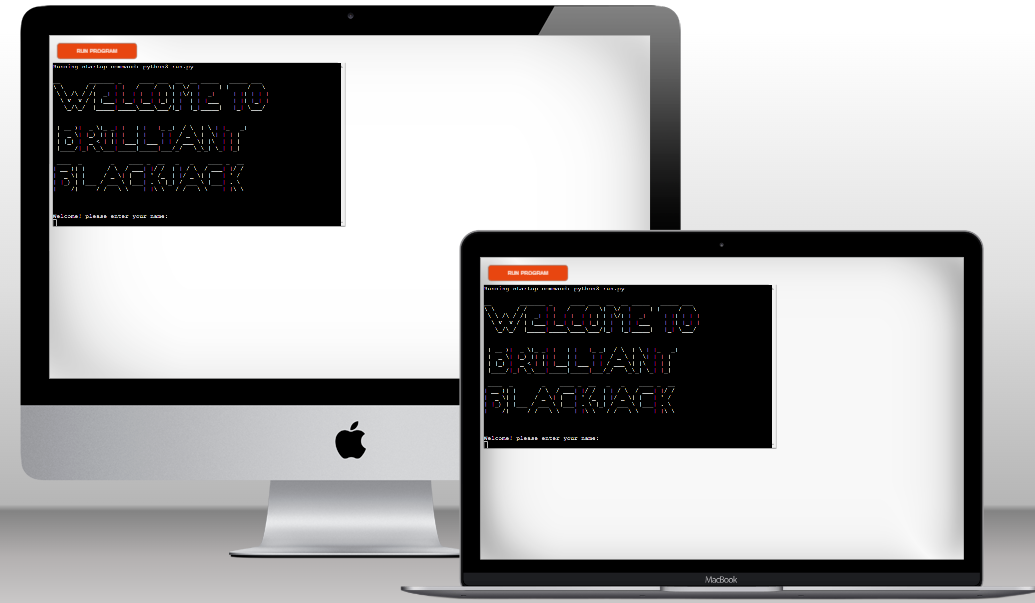 RUN PROGRAM
Running startup command: python3 run.py
WELCOME TO
BRILLIANT
BLACKJACK
Welcome! please enter your name:
RUN PROGRAM
Running startup command: python3 run.py
WELCOME TO
BRILLIANT
BLACKJACK
Welcome! please enter your name:
MacBook